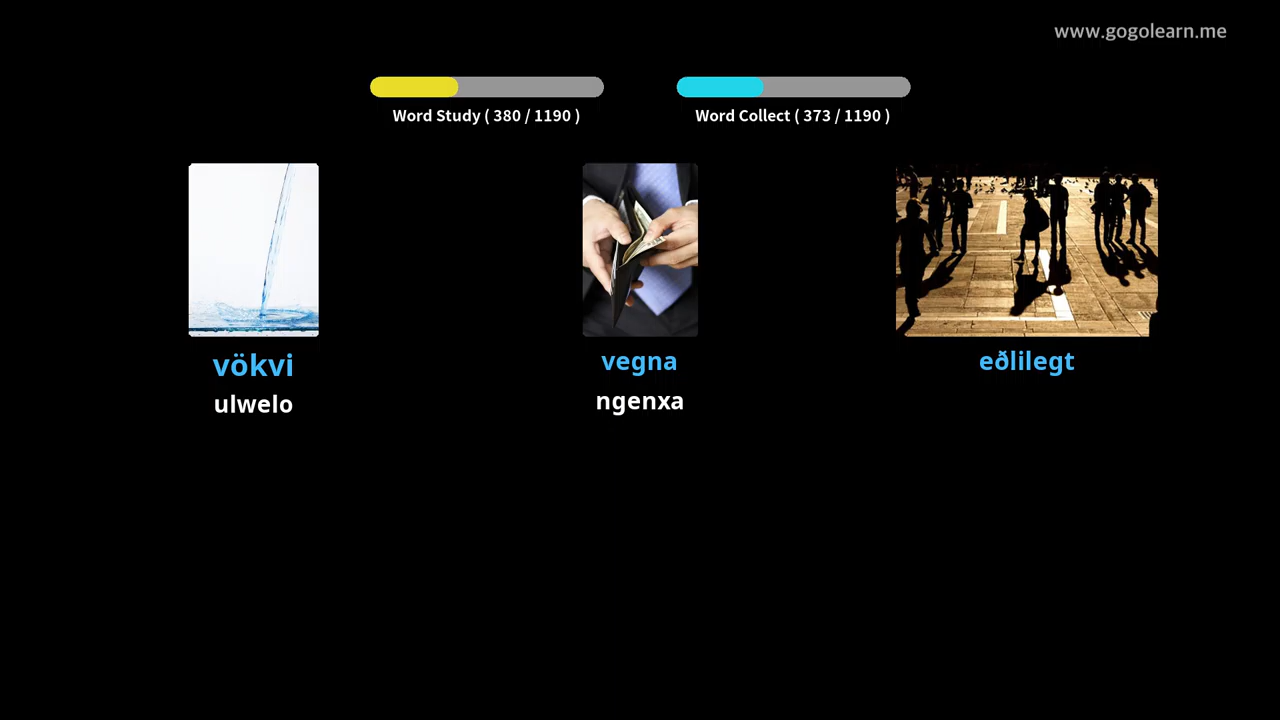 www.gogolearn.me
Word Study ( 380 / 1190 )
Word Collect ( 373 / 1190 )
vökvi
ulwelo
vegna
ngenxa
eðlilegt